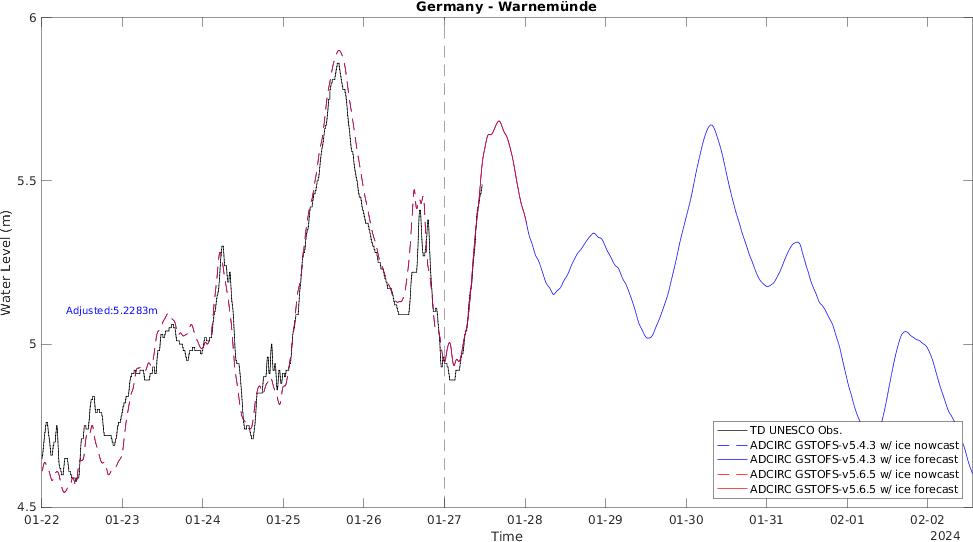 Germany - Warnemünde
6
5.5
5
4.5
Water Level (m)
Adjusted:5.2283m
TD UNESCO Obs.
ADCIRC GSTOFS-v5.4.3 w/ ice nowcast
ADCIRC GSTOFS-v5.4.3 w/ ice forecast
ADCIRC GSTOFS-v5.6.5 w/ ice nowcast
ADCIRC GSTOFS-v5.6.5 w/ ice forecast
01-22 01-23 01-24 01-25 01-26 01-27 01-28 01-29 01-30 01-31 02-01 02-02
Time
2024